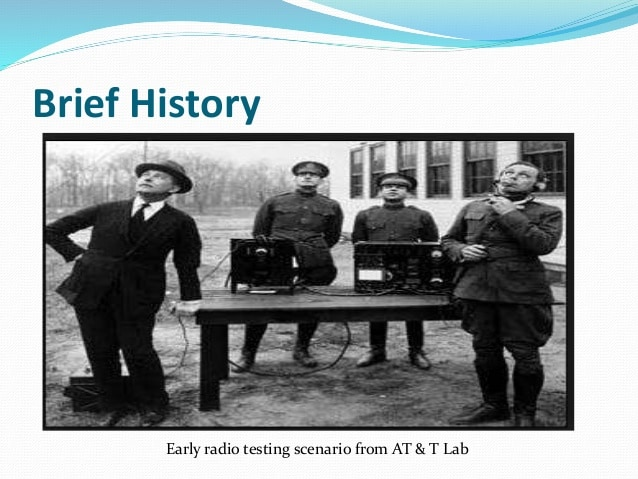 Brief History
Early radio testing scenario from AT & T Lab